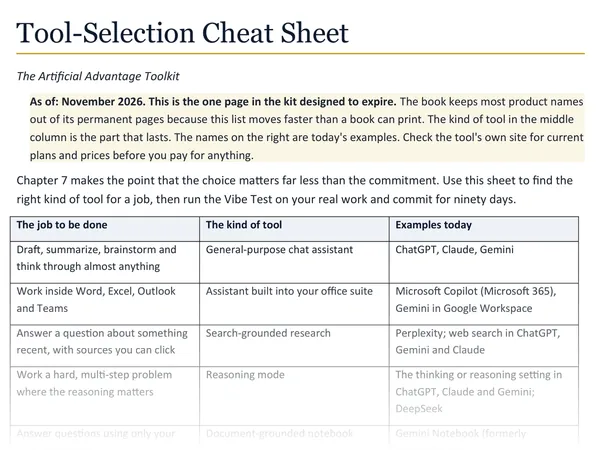 Tool-Selection Cheat Sheet
The Artificial Advantage Toolkit
As of: November 2026. This is the one page in the kit designed to expire. The book keeps most product names
out of its permanent pages because this list moves faster than a book can print. The kind of tool in the middle
column is the part that lasts. The names on the right are today's examples. Check the tool's own site for current
plans and prices before you pay for anything.
Chapter 7 makes the point that the choice matters far less than the commitment. Use this sheet to find the
right kind of tool for a job, then run the Vibe Test on your real work and commit for ninety days.
The job to be done
The kind of tool
Examples today
Draft, summarize, brainstorm and
think through almost anything
General-purpose chat assistant
ChatGPT, Claude, Gemini
Work inside Word, Excel, Outlook
and Teams
Assistant built into your office suite
Microsoft Copilot (Microsoft 365),
Gemini in Google Workspace
Answer a question about something
recent, with sources you can click
Search-grounded research
Perplexity; web search in ChatGPT,
Gemini and Claude
Work a hard, multi-step problem
where the reasoning matters
Reasoning mode
The thinking or reasoning setting in
ChatGPT, Claude and Gemini;
DeepSeek
Answer questions using only your
Document-grounded notebook
Gemini Notebook (formerly